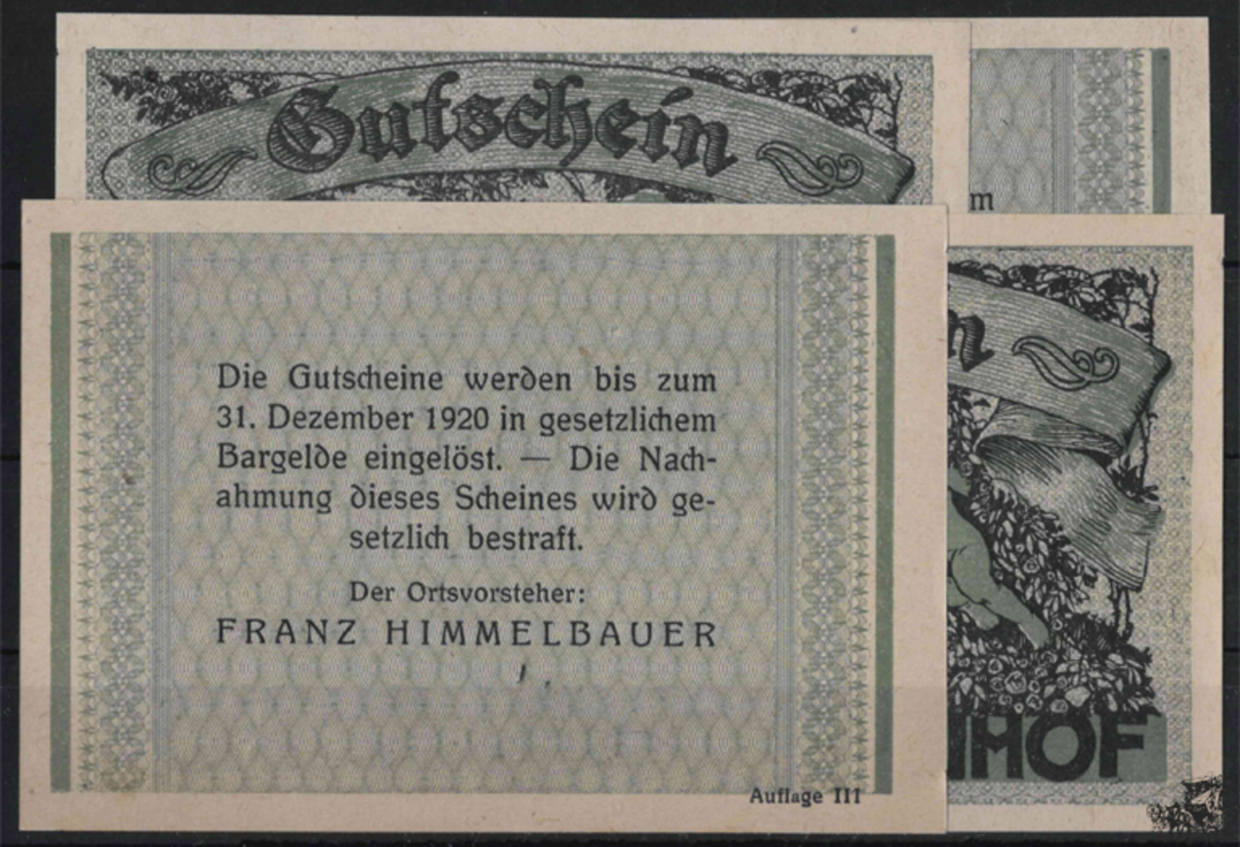 Gutschein
m
Die Gutscheine werden bis zum
31. Dezember 1920 in gesetzlichem
Bargelde eingelöst. — Die Nach-
ahmung dieses Scheines wird ge-
setzlich bestraft.
Der Ortsvorsteher:
FRANZ HIMMELBAUER
Auflage III
n
HOF